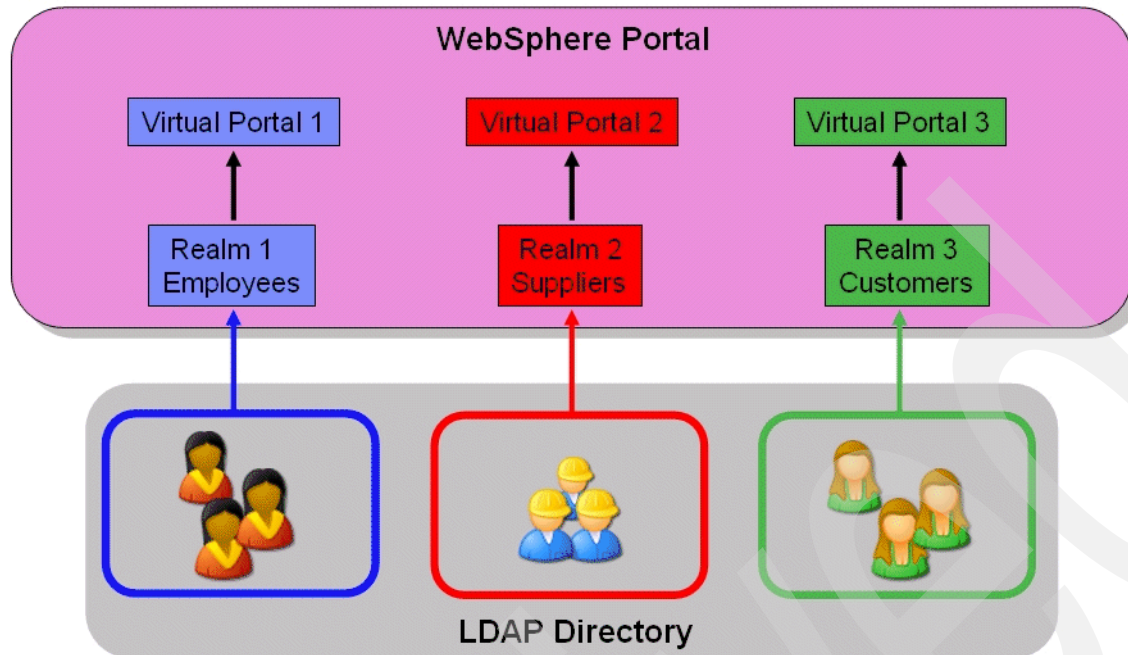 WebSphere Portal
Virtual Portal 1
Virtual Portal 2
Virtual Portal 3
Realm 1
Employees
Realm 2
Suppliers
Realm 3
Customers
LDAP Directory